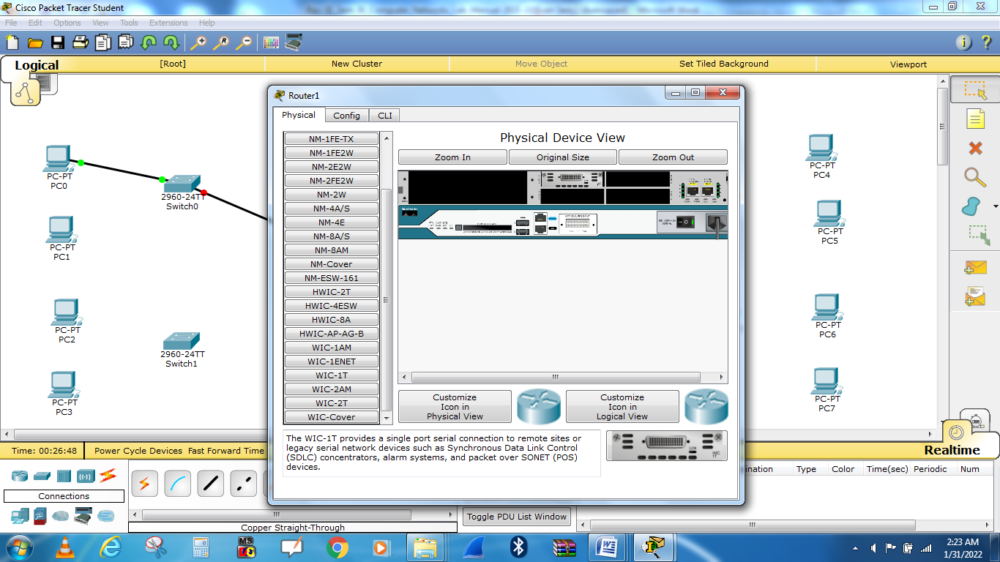 Cisco Packet Tracer Student
File Edit Options View Tools Extensions Help
Logical [Root] New Cluster Move Object Set Tiled Background Viewport
Router1
Physical Config CLI
NM-1FE-TX
NM-1FE2W
NM-2E2W
NM-2FE2W
NM-2W
NM-4A/S
NM-4E
NM-8A/S
NM-8AM
NM-Cover
NM-ESW-161
HWIC-2T
HWIC-4ESW
HWIC-8A
HWIC-AP-AG-B
WIC-1AM
WIC-1ENET
WIC-1T
WIC-2AM
WIC-2T
WIC-Cover
Physical Device View
Zoom In Original Size Zoom Out
Customize
Icon in
Physical View
Customize
Icon in
Logical View
The WIC-1T provides a single port serial connection to remote sites or
legacy serial network devices such as Synchronous Data Link Control
(SDLC) concentrators, alarm systems, and packet over SONET (POS)
devices.
PC-PT
PC0
2960-24TT
Switch0
PC-PT
PC1
PC-PT
PC2
2960-24TT
Switch1
PC-PT
PC3
PC-PT
PC4
PC-PT
PC5
PC-PT
PC6
PC-PT
PC7
Time: 00:26:48 Power Cycle Devices Fast Forward Time
Realtime
Connections
Copper Straight-Through
Toggle PDU List Window
ination Type Color Time(sec) Periodic Num
MS
2:23 AM
1/31/2022